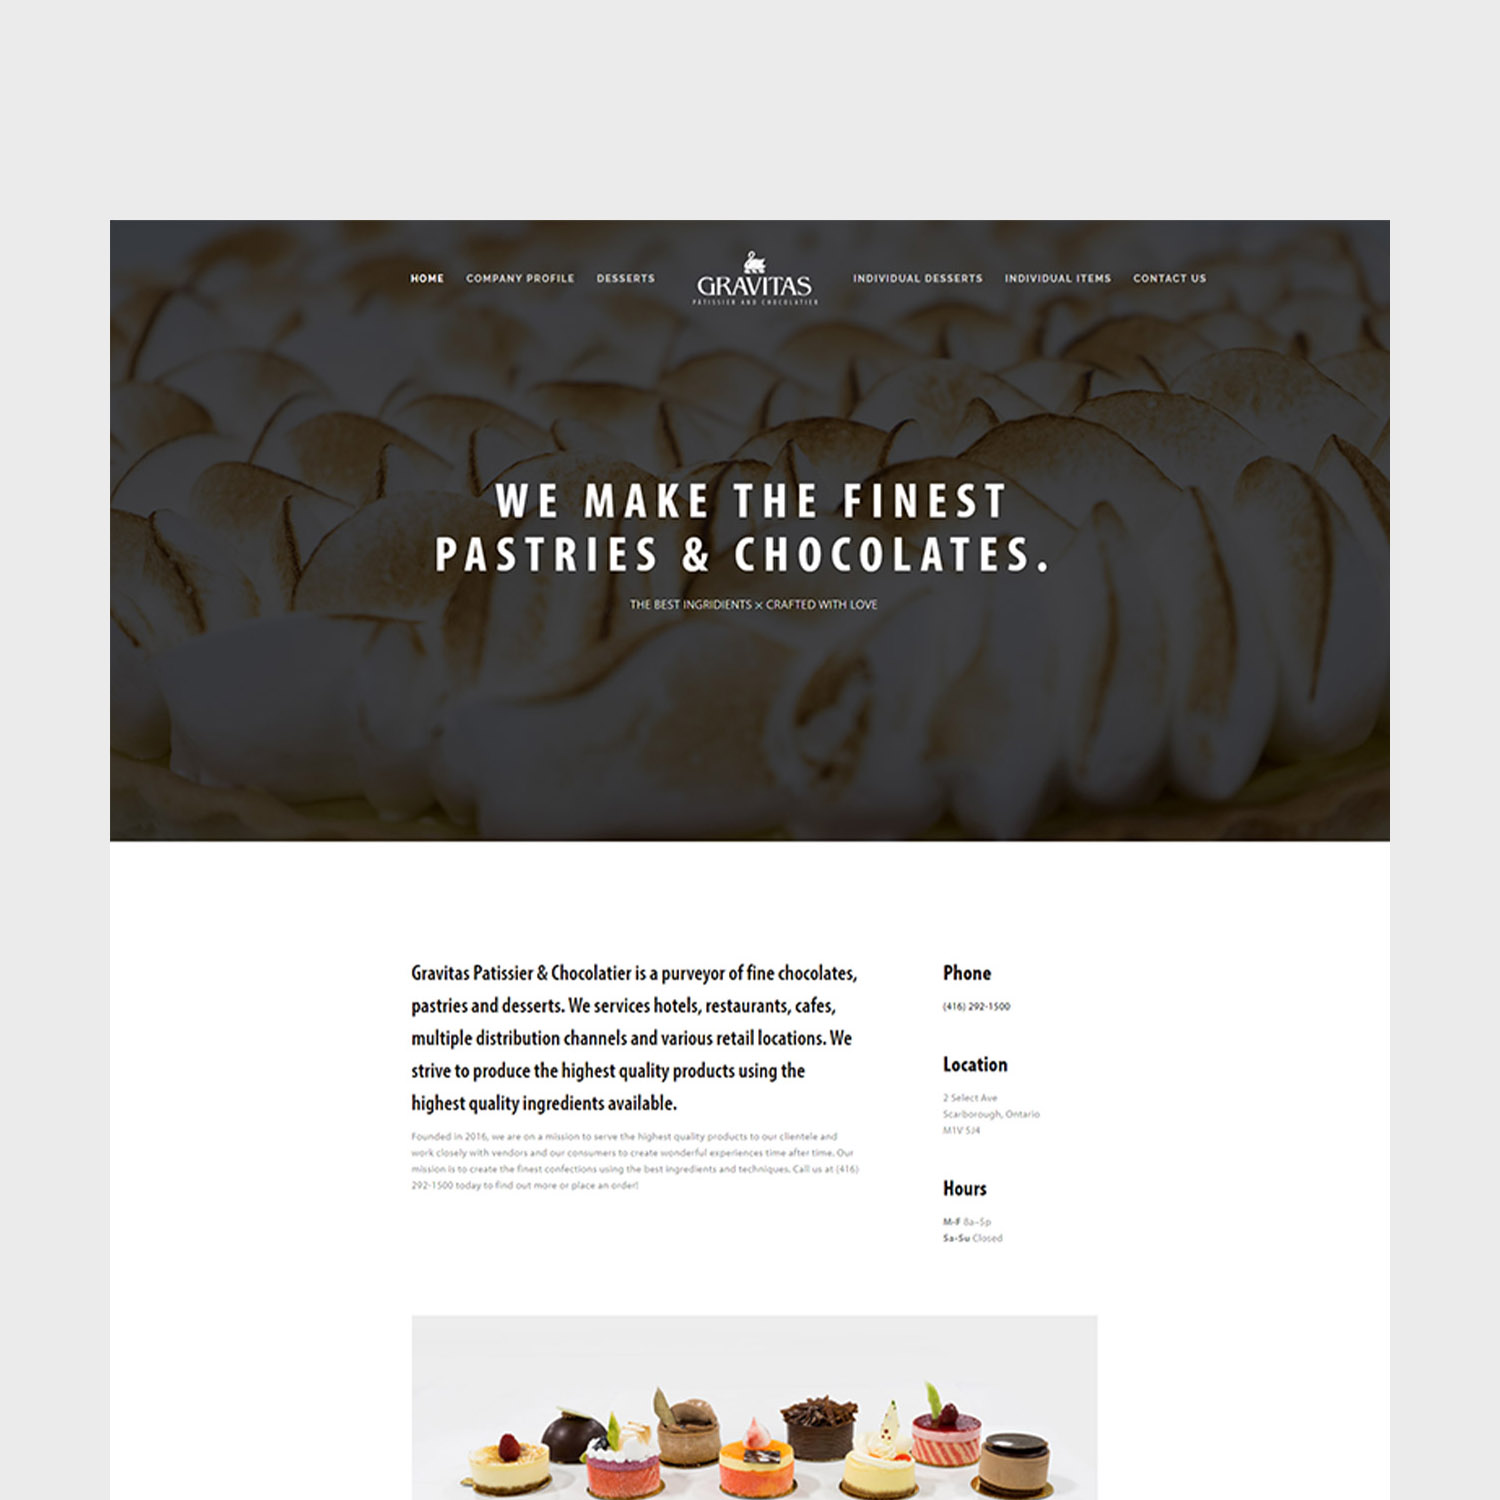 HOME COMPANY PROFILE DESSERTS GRAVITAS INDIVIDUAL DESSERTS INDIVIDUAL ITEMS CONTACT US
PATISSIER AND CHOCOLATIER
WE MAKE THE FINEST
PASTRIES & CHOCOLATES.
THE BEST INGRIDIENTS × CRAFTED WITH LOVE
Gravitas Patissier & Chocolatier is a purveyor of fine chocolates,
pastries and desserts. We services hotels, restaurants, cafes,
multiple distribution channels and various retail locations. We
strive to produce the highest quality products using the
highest quality ingredients available.
Founded in 2016, we are on a mission to serve the highest quality products to our clientele and
work closely with vendors and our consumers to create wonderful experiences time after time. Our
mission is to create the finest confections using the best ingredients and techniques. Call us at (416)
292-1500 today to find out more or place an order!
Phone
(416) 292-1500
Location
2 Select Ave
Scarborough, Ontario
M1V 5J4
Hours
M-F 8a–5p
Sa-Su Closed